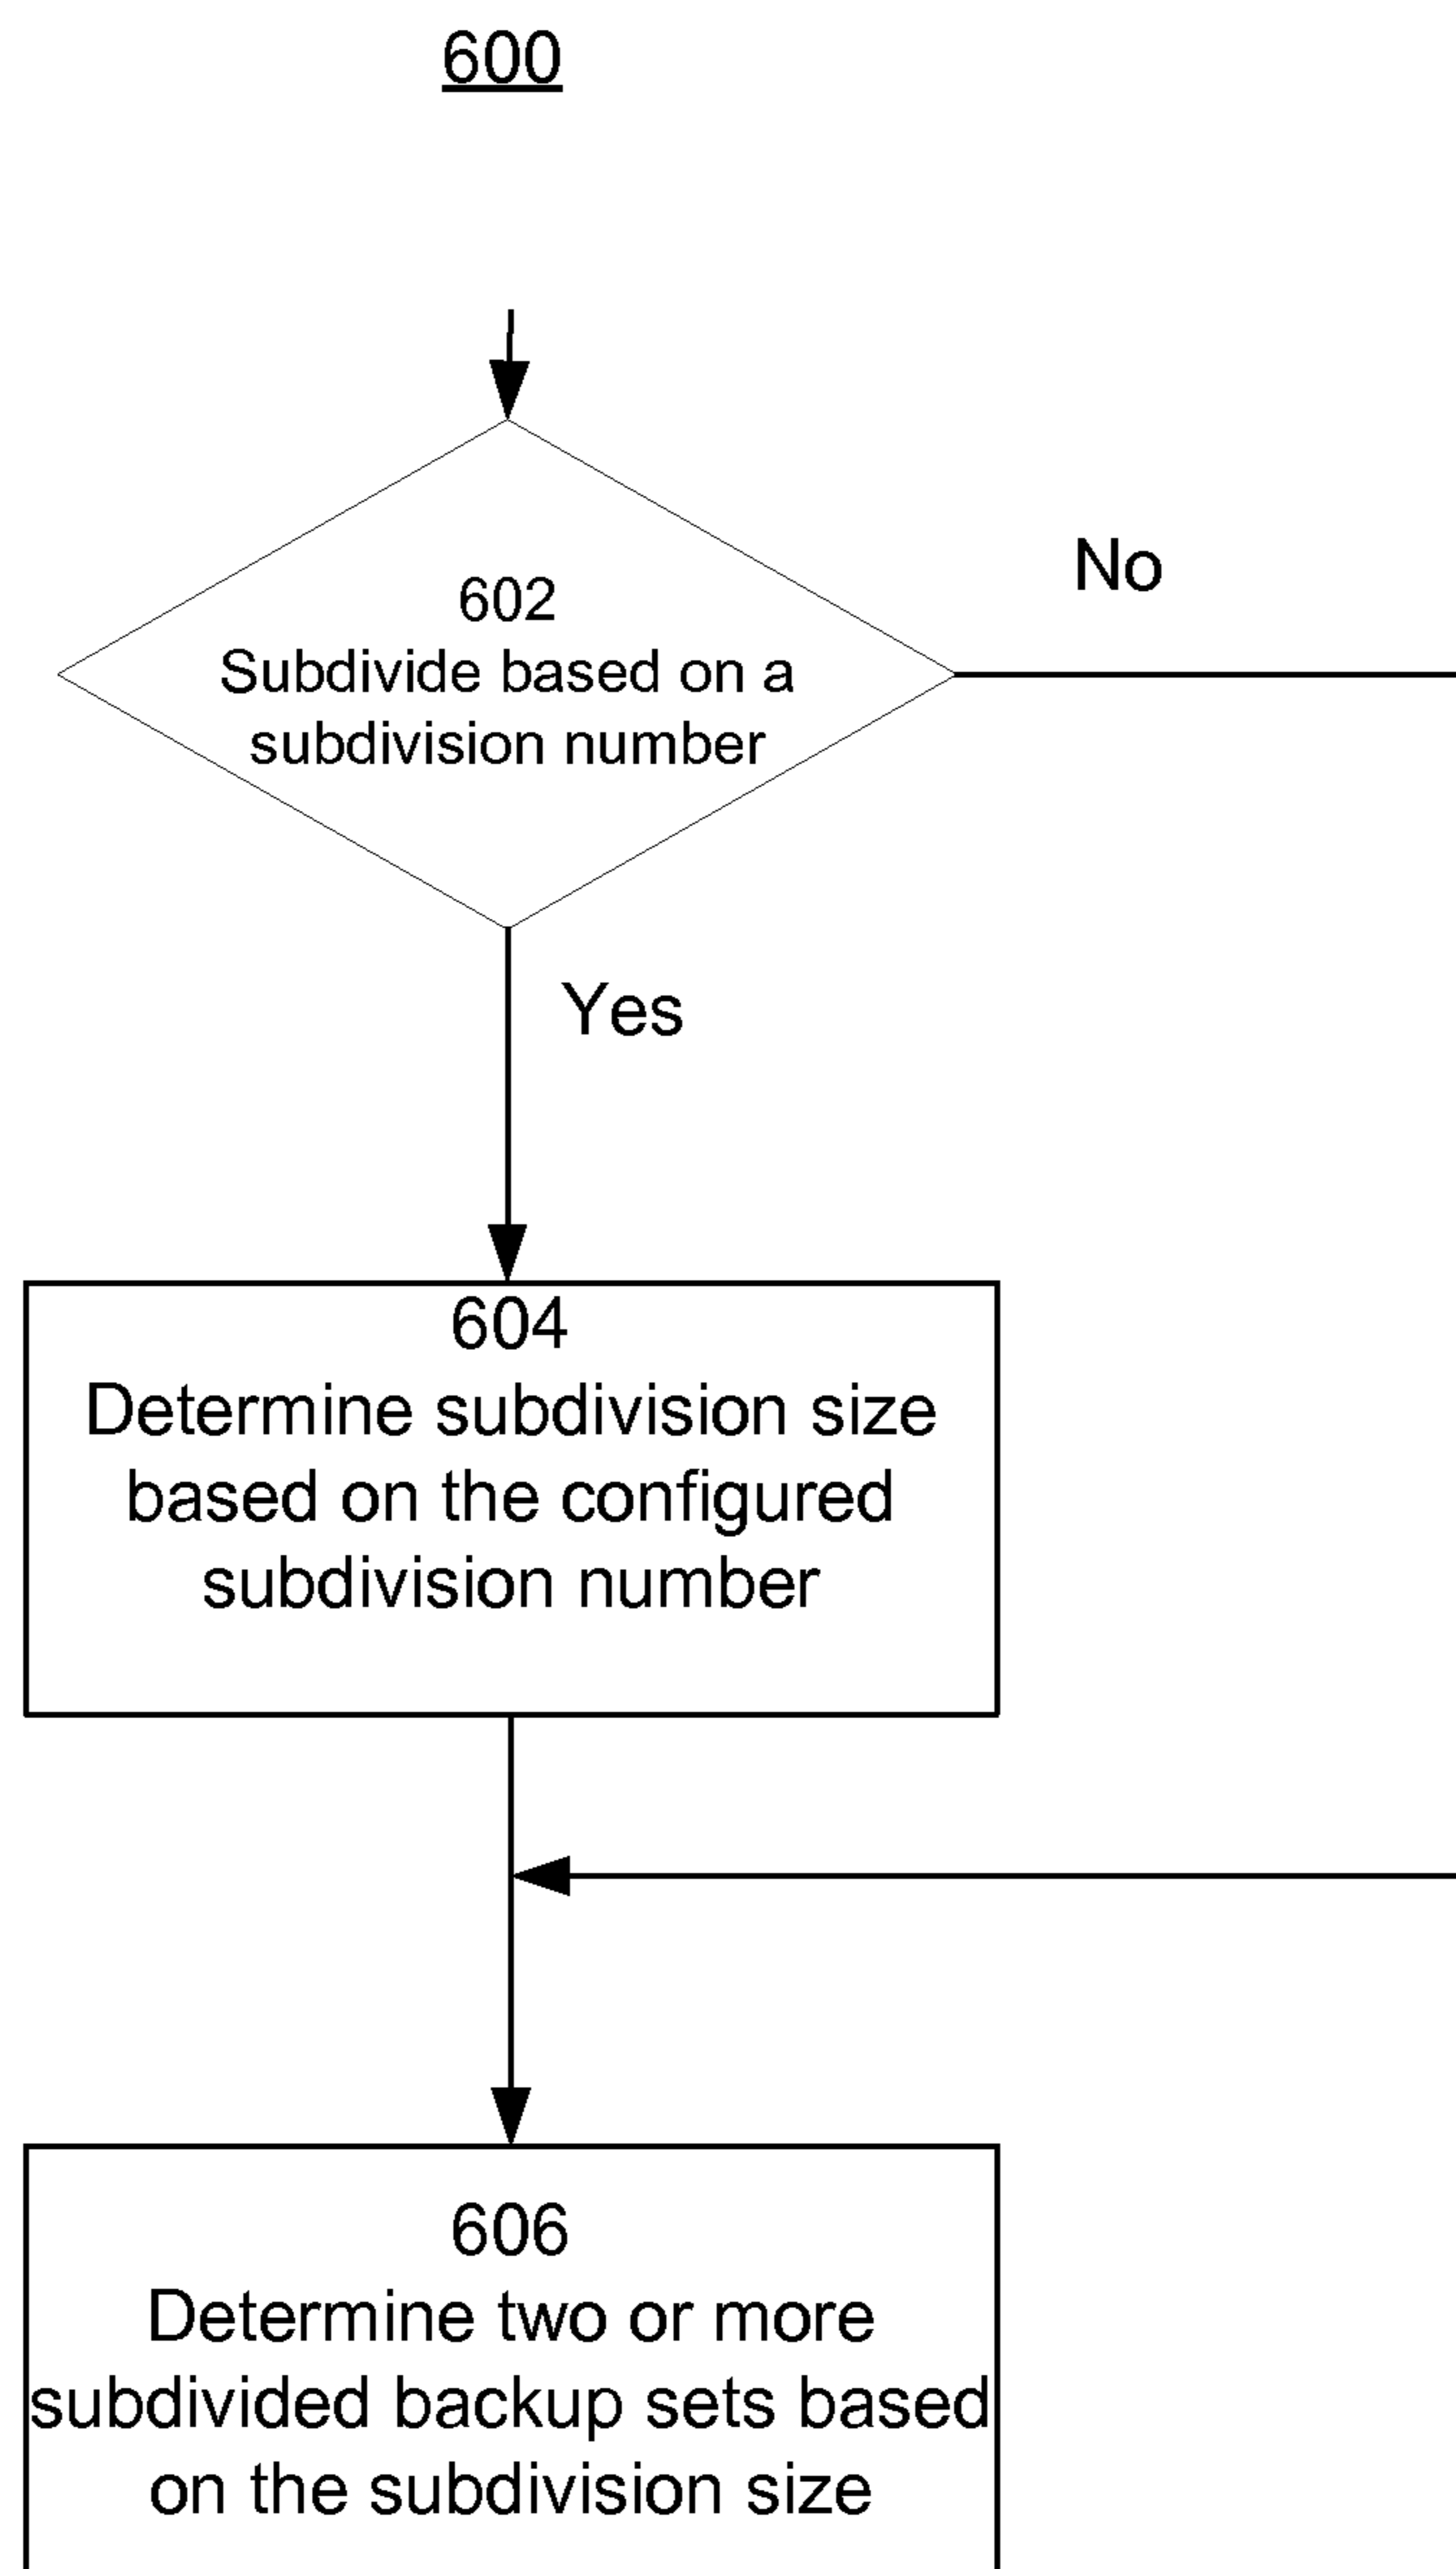 600
602
Subdivide based on a
subdivision number
No
Yes
604
Determine subdivision size
based on the configured
subdivision number
606
Determine two or more
subdivided backup sets based
on the subdivision size